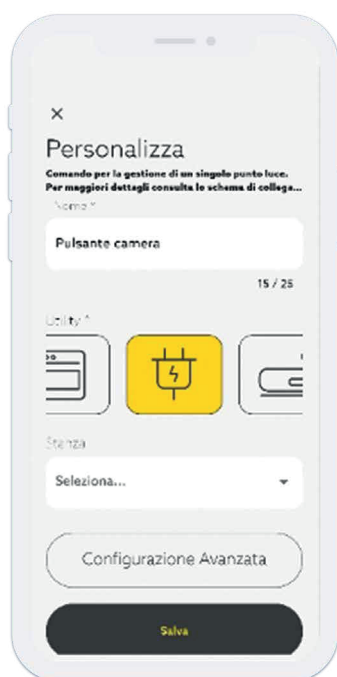 ×
Personalizza
Comando per la gestione di un singolo punto luce.
Per maggiori dettagli consulta lo schema di collega...
Nome *
Pulsante camera
15 / 25
Utility *
Stanza
Seleziona...
Configurazione Avanzata
Salva